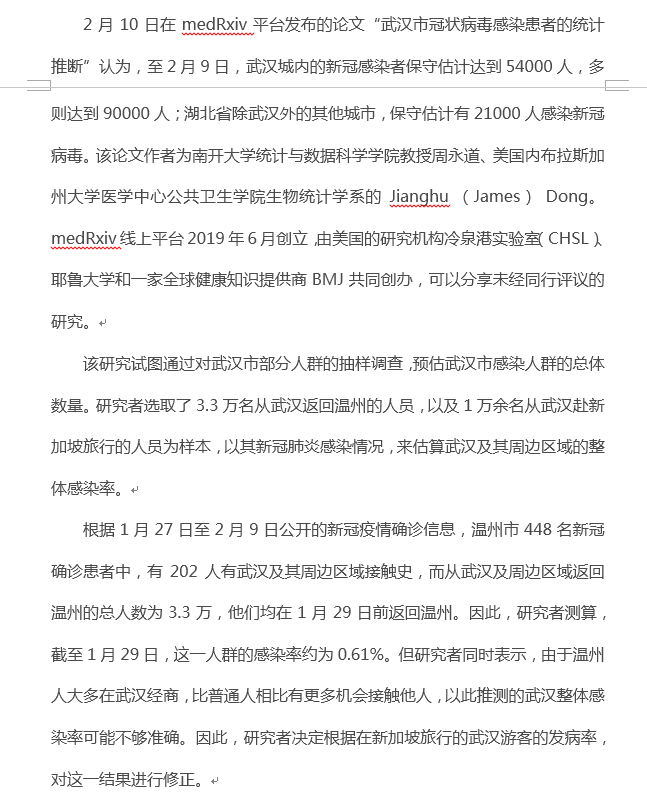 2 月 10 日在 medRxiv 平台发布的论文“武汉市冠状病毒感染患者的统计
推断”认为，至 2 月 9 日，武汉城内的新冠感染者保守估计达到 54000 人，多
则达到 90000 人；湖北省除武汉外的其他城市，保守估计有 21000 人感染新冠
病毒。该论文作者为南开大学统计与数据科学学院教授周永道、美国内布拉斯加
州大学医学中心公共卫生学院生物统计学系的 Jianghu （James） Dong。
medRxiv 线上平台 2019 年 6 月创立，由美国的研究机构冷泉港实验室（CHSL）、
耶鲁大学和一家全球健康知识提供商 BMJ 共同创办，可以分享未经同行评议的
研究。
该研究试图通过对武汉市部分人群的抽样调查，预估武汉市感染人群的总体
数量。研究者选取了 3.3 万名从武汉返回温州的人员，以及 1 万余名从武汉赴新
加坡旅行的人员为样本，以其新冠肺炎感染情况，来估算武汉及其周边区域的整
体感染率。
根据 1 月 27 日至 2 月 9 日公开的新冠疫情确诊信息，温州市 448 名新冠
确诊患者中，有 202 人有武汉及其周边区域接触史，而从武汉及周边区域返回
温州的总人数为 3.3 万，他们均在 1 月 29 日前返回温州。因此，研究者测算，
截至 1 月 29 日，这一人群的感染率约为 0.61%。但研究者同时表示，由于温州
人大多在武汉经商，比普通人相比有更多机会接触他人，以此推测的武汉整体感
染率可能不够准确。因此，研究者决定根据在新加坡旅行的武汉游客的发病率，
对这一结果进行修正。